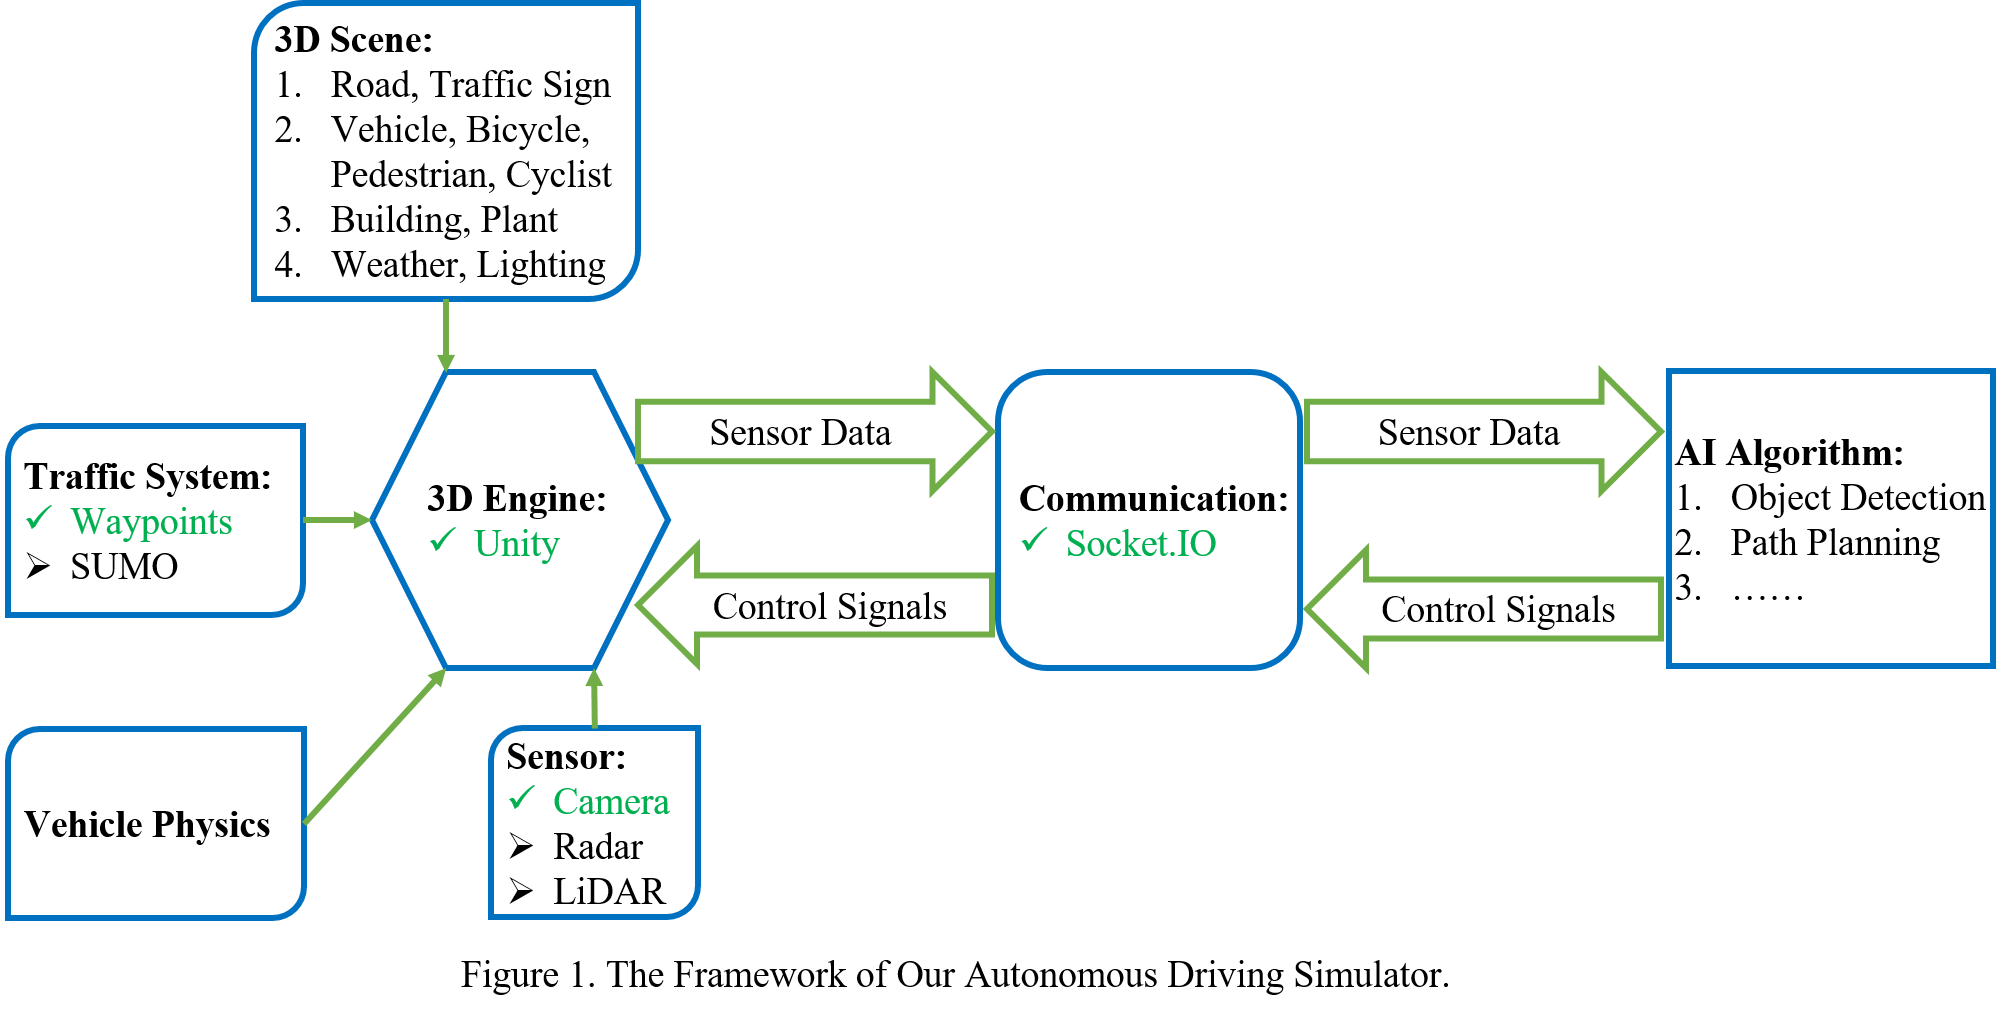 3D Scene:
1. Road, Traffic Sign
2. Vehicle, Bicycle,
Pedestrian, Cyclist
3. Building, Plant
4. Weather, Lighting
Traffic System:
✓ Waypoints
➢ SUMO
3D Engine:
✓ Unity
Sensor Data
Control Signals
Communication:
✓ Socket.IO
Sensor Data
Control Signals
AI Algorithm:
1. Object Detection
2. Path Planning
3. ……
Vehicle Physics
Sensor:
✓ Camera
➢ Radar
➢ LiDAR
Figure 1. The Framework of Our Autonomous Driving Simulator.